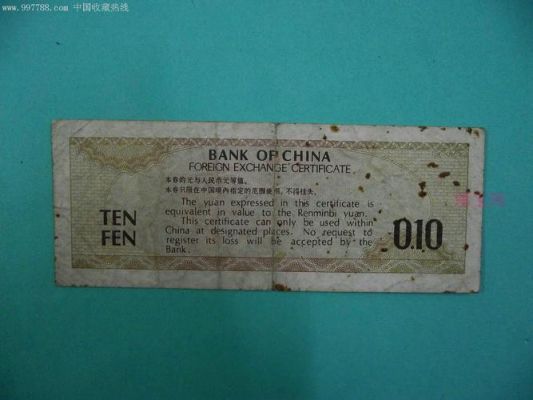 www.997788.com 中国收藏热线
BANK OF CHINA
FOREIGN EXCHANGE CERTIFICATE
本券的元与人民币元等值。
本券只限在中国境内指定的范围使用,不得挂失。
The yuan expressed in this certificate is
equivalent in value to the Renminbi yuan.
This certificate can only be used within
China at designated places. No request to
register its loss will be accepted by the
Bank.
TEN
FEN
0.10